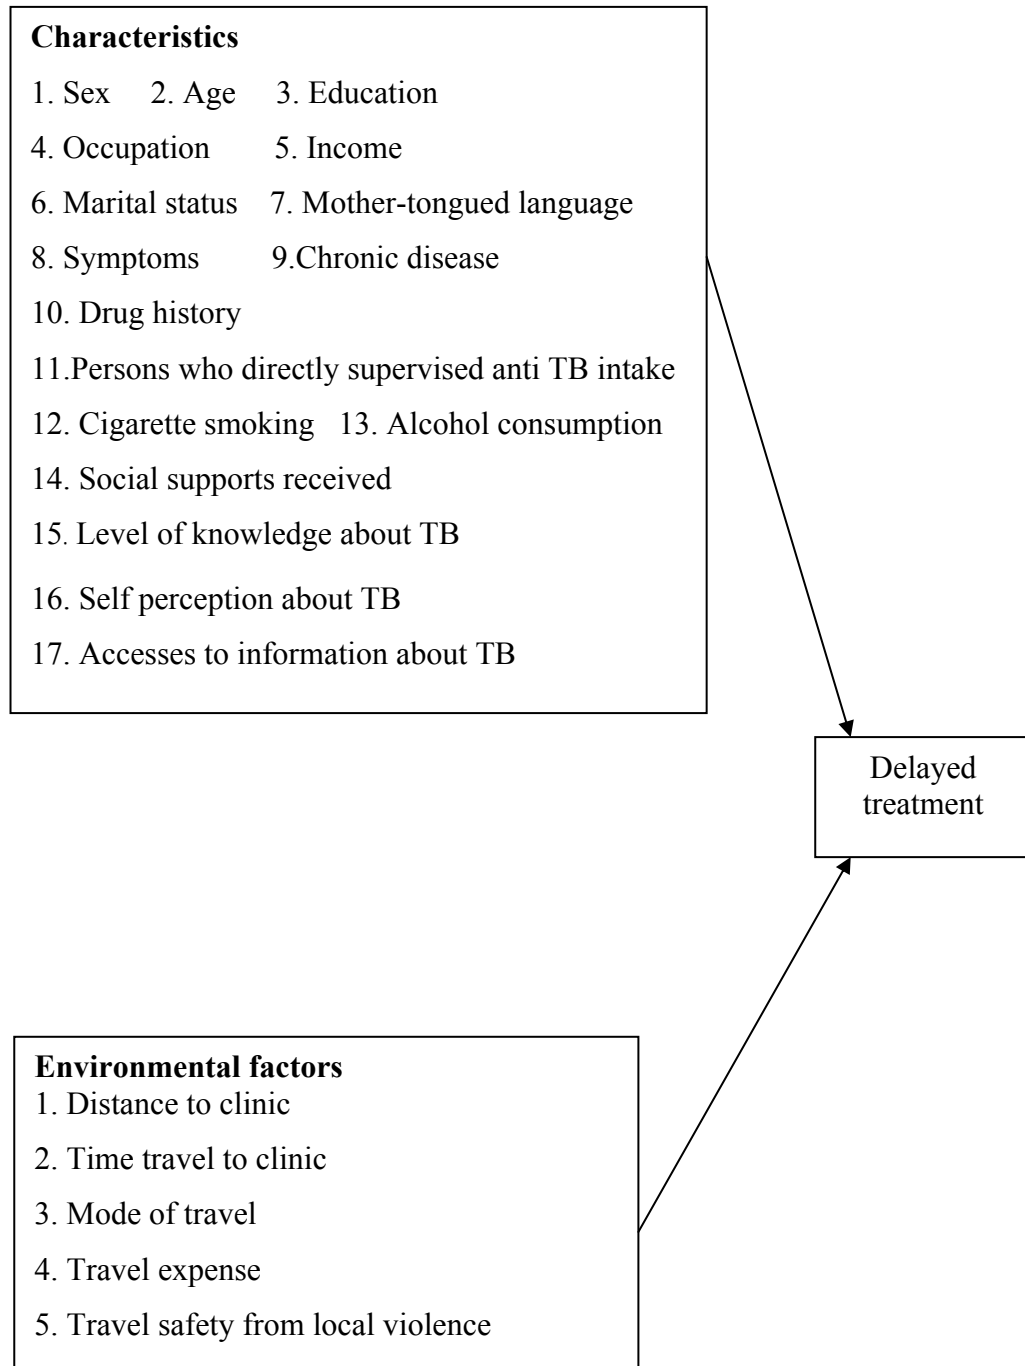 Characteristics
1. Sex 2. Age 3. Education
4. Occupation 5. Income
6. Marital status 7. Mother-tongued language
8. Symptoms 9.Chronic disease
10. Drug history
11.Persons who directly supervised anti TB intake
12. Cigarette smoking 13. Alcohol consumption
14. Social supports received
15. Level of knowledge about TB
16. Self perception about TB
17. Accesses to information about TB
Delayed
treatment
Environmental factors
1. Distance to clinic
2. Time travel to clinic
3. Mode of travel
4. Travel expense
5. Travel safety from local violence